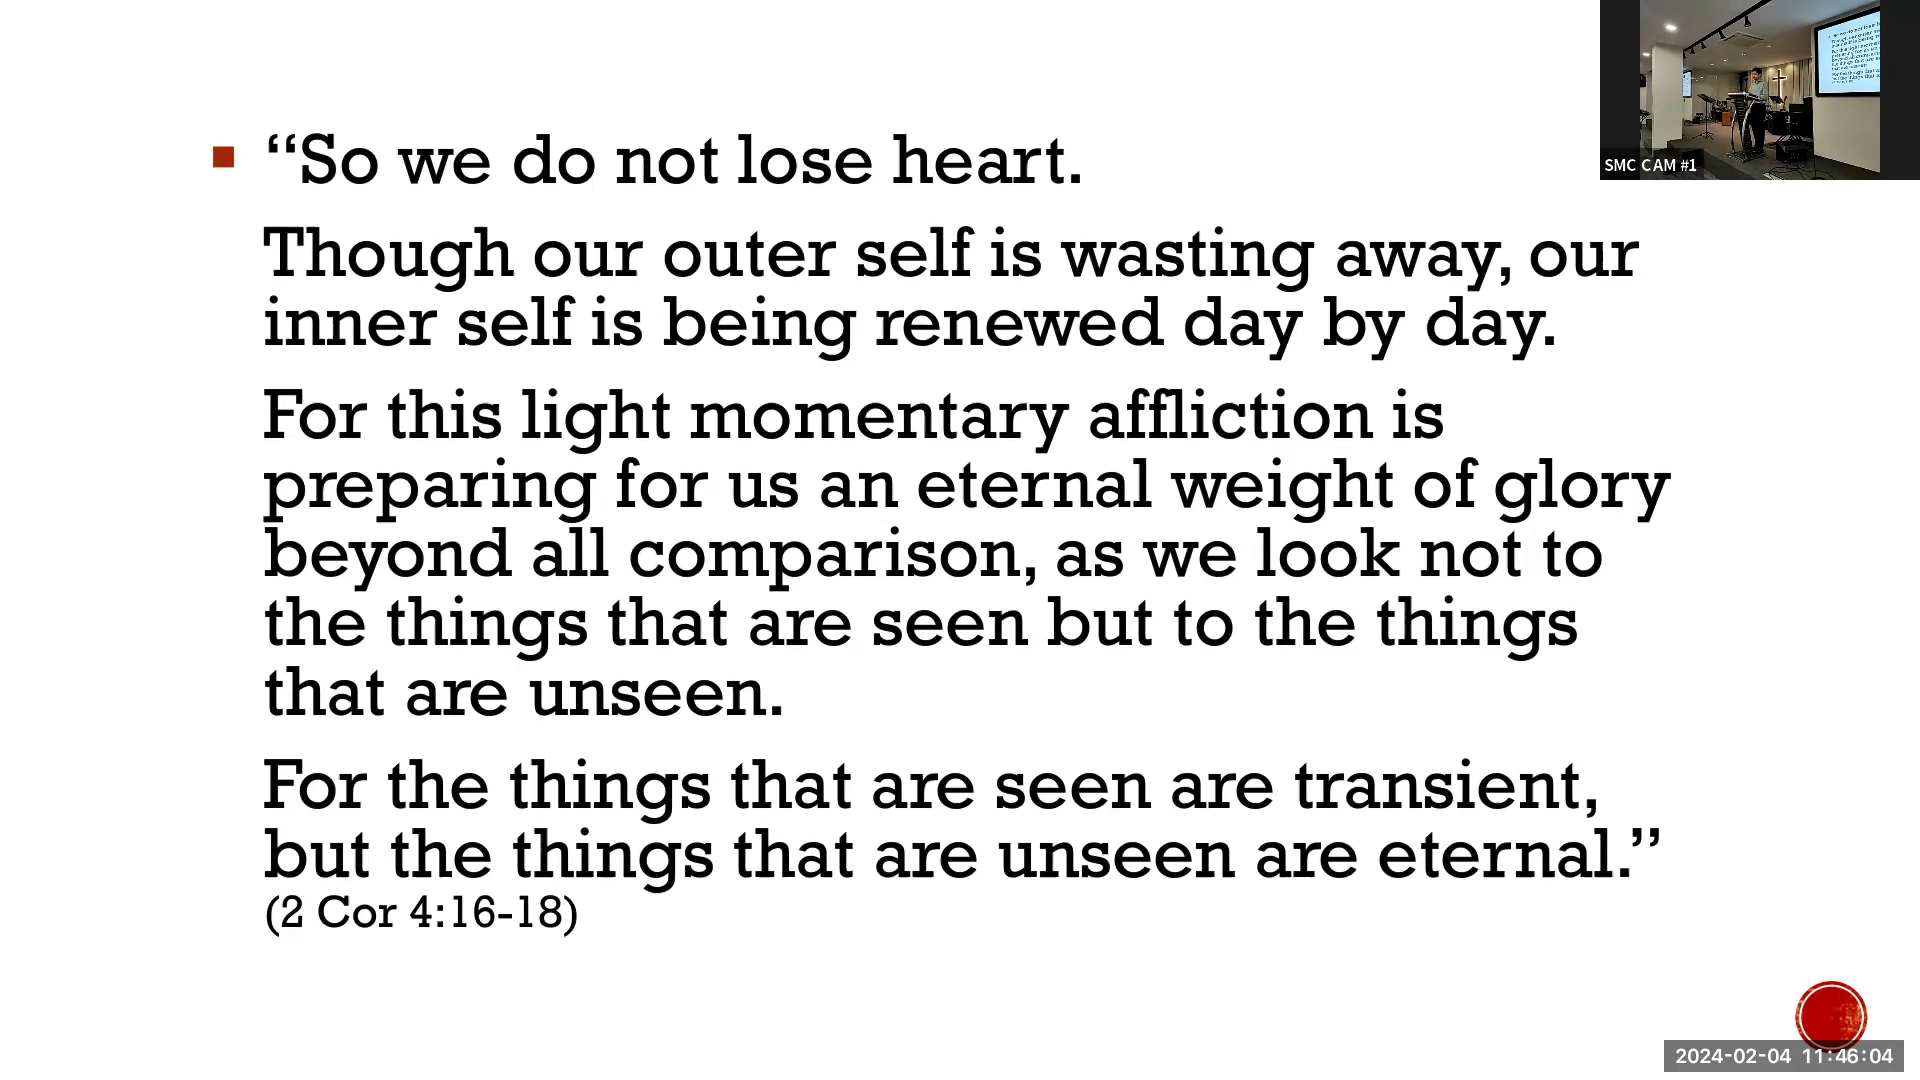 “So we do not lose heart.
Though our outer self is wasting away, our
inner self is being renewed day by day.
For this light momentary affliction is
preparing for us an eternal weight of glory
beyond all comparison, as we look not to
the things that are seen but to the things
that are unseen.
For the things that are seen are transient,
but the things that are unseen are eternal.”
(2 Cor 4:16-18)
SMC CAM #1
2024-02-04 11:46:04